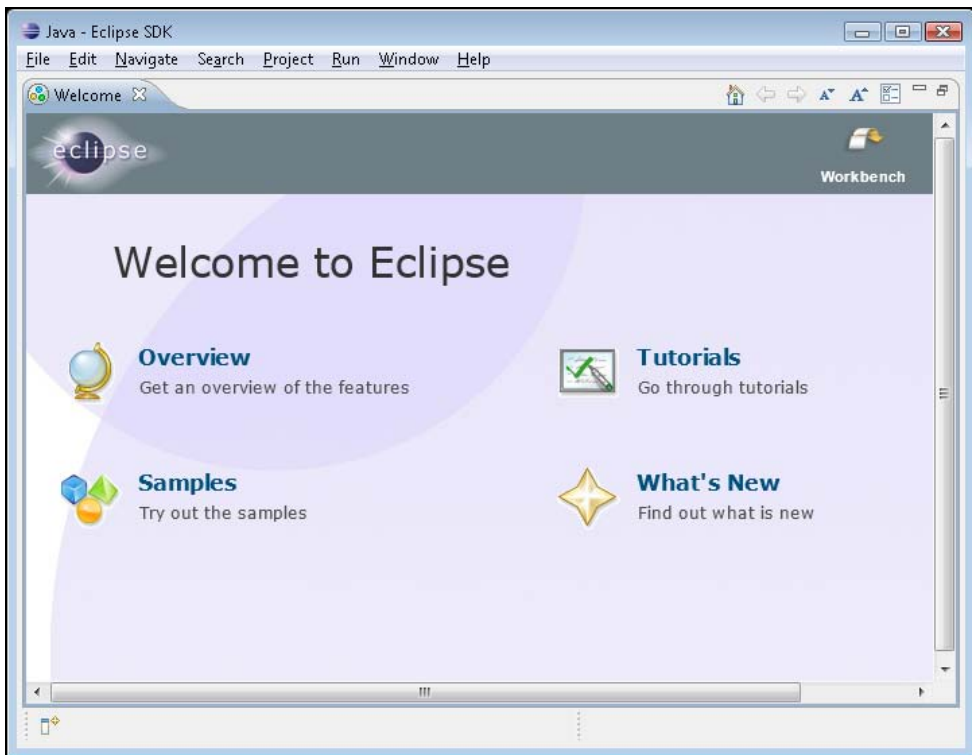 Java - Eclipse SDK
File Edit Navigate Search Project Run Window Help
Welcome
eclipse
Workbench
Welcome to Eclipse
Overview
Get an overview of the features
Tutorials
Go through tutorials
Samples
Try out the samples
What's New
Find out what is new